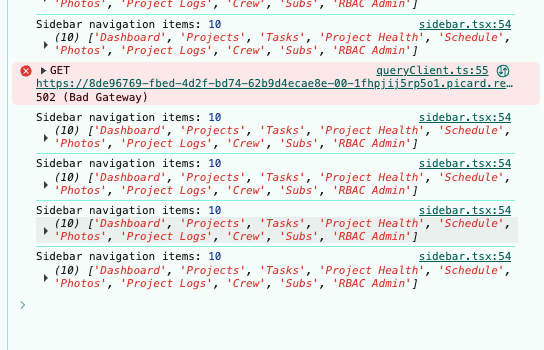 'Photos', 'Project Logs', 'Crew', 'Subs', 'RBAC Admin']
Sidebar navigation items: 10 sidebar.tsx:54
(10) ['Dashboard', 'Projects', 'Tasks', 'Project Health', 'Schedule',
'Photos', 'Project Logs', 'Crew', 'Subs', 'RBAC Admin']
GET queryClient.ts:55
https://8de96769-fbed-4d2f-bd74-62b9d4ecae8e-00-1fhpjij5rp5o1.picard.re…
502 (Bad Gateway)
Sidebar navigation items: 10 sidebar.tsx:54
(10) ['Dashboard', 'Projects', 'Tasks', 'Project Health', 'Schedule',
'Photos', 'Project Logs', 'Crew', 'Subs', 'RBAC Admin']
Sidebar navigation items: 10 sidebar.tsx:54
(10) ['Dashboard', 'Projects', 'Tasks', 'Project Health', 'Schedule',
'Photos', 'Project Logs', 'Crew', 'Subs', 'RBAC Admin']
Sidebar navigation items: 10 sidebar.tsx:54
(10) ['Dashboard', 'Projects', 'Tasks', 'Project Health', 'Schedule',
'Photos', 'Project Logs', 'Crew', 'Subs', 'RBAC Admin']
Sidebar navigation items: 10 sidebar.tsx:54
(10) ['Dashboard', 'Projects', 'Tasks', 'Project Health', 'Schedule',
'Photos', 'Project Logs', 'Crew', 'Subs', 'RBAC Admin']